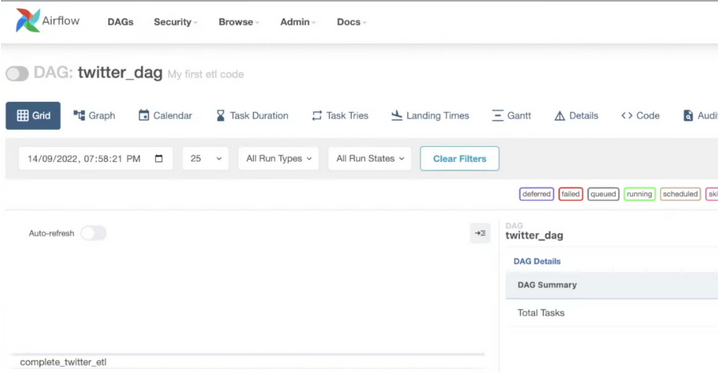 Airflow DAGs Security Browse Admin Docs
DAG: twitter_dag My first etl code
Grid Graph Calendar Task Duration Task Tries Landing Times Gantt Details Code Audi
14/09/2022, 07:58:21 PM 25 All Run Types All Run States Clear Filters
deferred failed queued running scheduled ski
Auto-refresh
DAG
twitter_dag
DAG Details
DAG Summary
Total Tasks
complete_twitter_etl